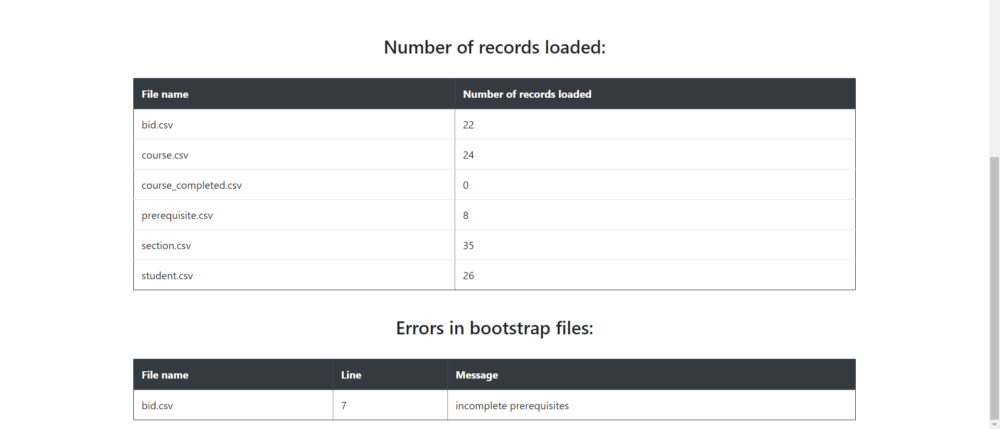 Number of records loaded:
File name Number of records loaded
bid.csv 22
course.csv 24
course_completed.csv 0
prerequisite.csv 8
section.csv 35
student.csv 26
Errors in bootstrap files:
File name Line Message
bid.csv 7 incomplete prerequisites